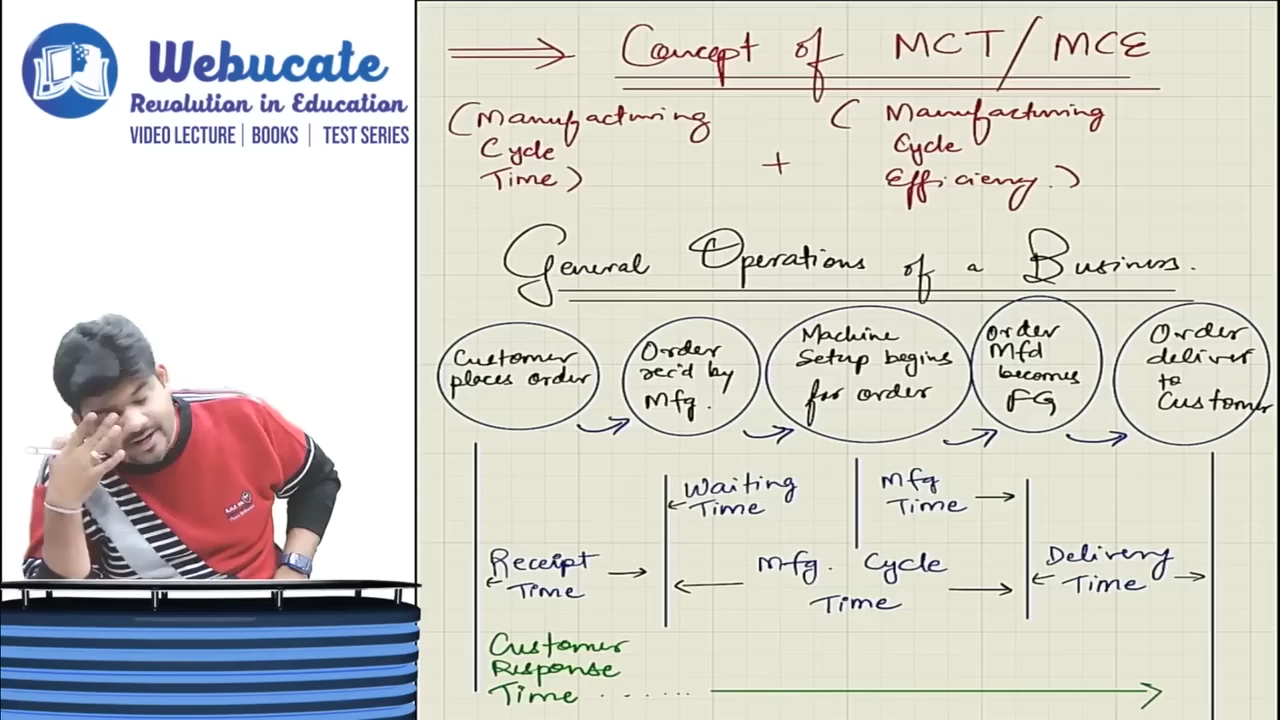 Webucate
Revolution in Education
VIDEO LECTURE | BOOKS | TEST SERIES
Concept of MCT / MCE
(Manufacturing Cycle Time) + (Manufacturing Cycle Efficiency.)
General Operations of a Business.
Customer
places order
Order
rec'd by
Mfg.
Machine
Setup begins
for order
Order
Mfd
becomes
FG
Order
deliver
to
Customer
Waiting
Time
Mfg
Time
Receipt
Time
Mfg. Cycle
Time
Delivery
Time
Customer
Response
Time